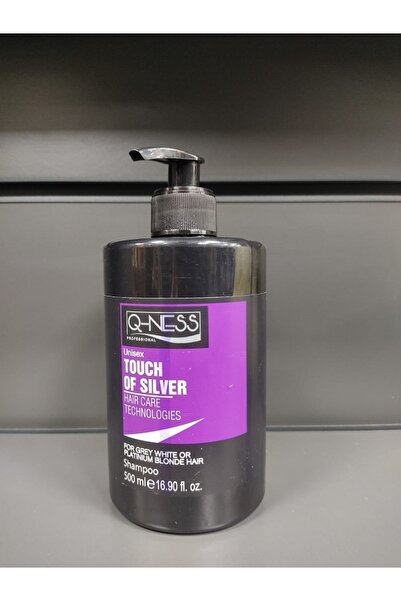 Q-NESS
PROFESSIONAL
Unisex
TOUCH
OF SILVER
HAIR CARE
TECHNOLOGIES
FOR GREY WHITE OR
PLATINIUM BLONDE HAIR
Shampoo
500 ml e 16.90 fl. oz.